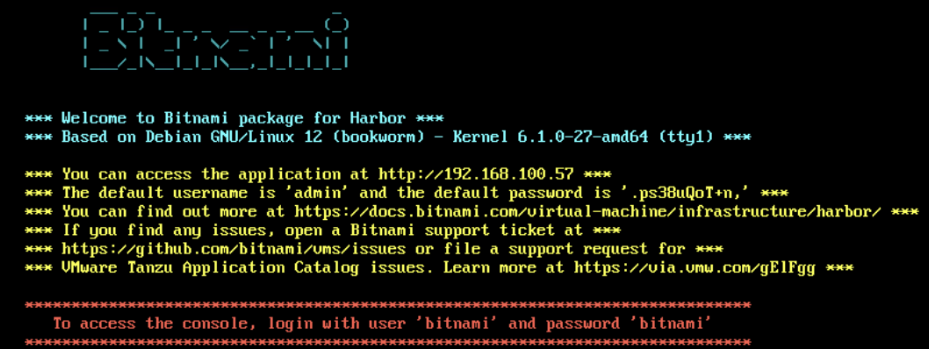 Bitnami
*** Welcome to Bitnami package for Harbor ***
*** Based on Debian GNU/Linux 12 (bookworm) - Kernel 6.1.0-27-amd64 (tty1) ***
*** You can access the application at http://192.168.100.57 ***
*** The default username is 'admin' and the default password is '.ps38uQoT+n,' ***
*** You can find out more at https://docs.bitnami.com/virtual-machine/infrastructure/harbor/ ***
*** If you find any issues, open a Bitnami support ticket at ***
*** https://github.com/bitnami/vms/issues or file a support request for ***
*** VMware Tanzu Application Catalog issues. Learn more at https://via.vmw.com/gElFgg ***
******************************************************************************
To access the console, login with user 'bitnami' and password 'bitnami'
******************************************************************************